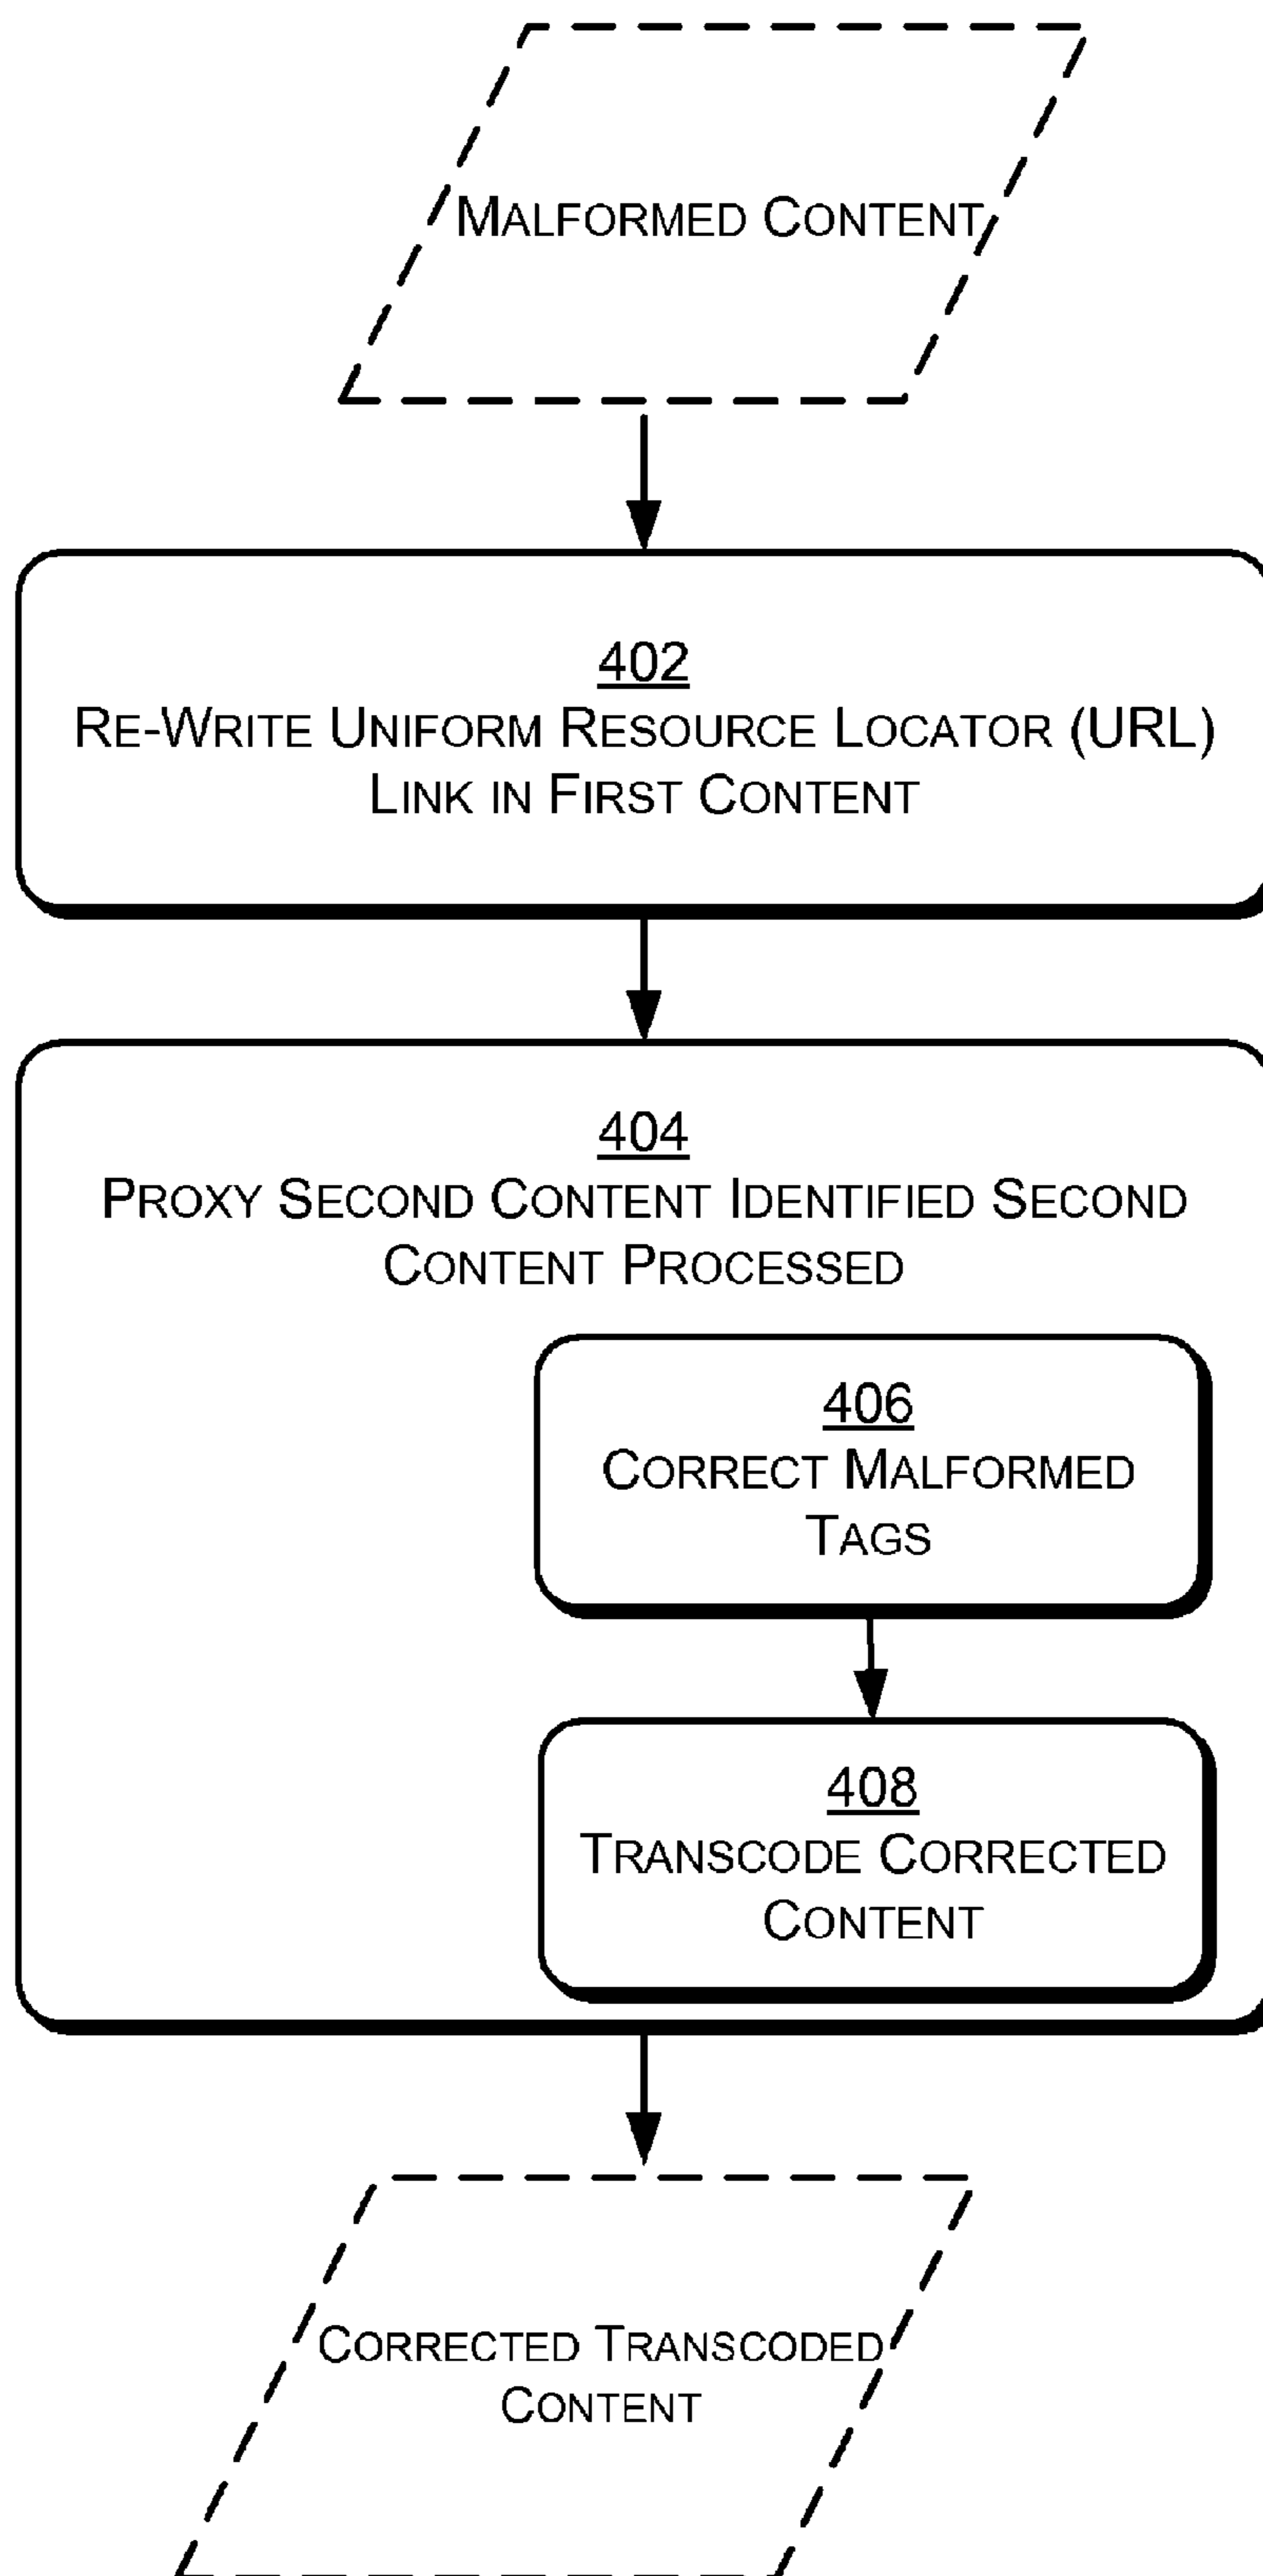 MALFORMED CONTENT
402
RE-WRITE UNIFORM RESOURCE LOCATOR (URL)
LINK IN FIRST CONTENT
404
PROXY SECOND CONTENT IDENTIFIED SECOND
CONTENT PROCESSED
406
CORRECT MALFORMED
TAGS
408
TRANSCODE CORRECTED
CONTENT
CORRECTED TRANSCODED
CONTENT